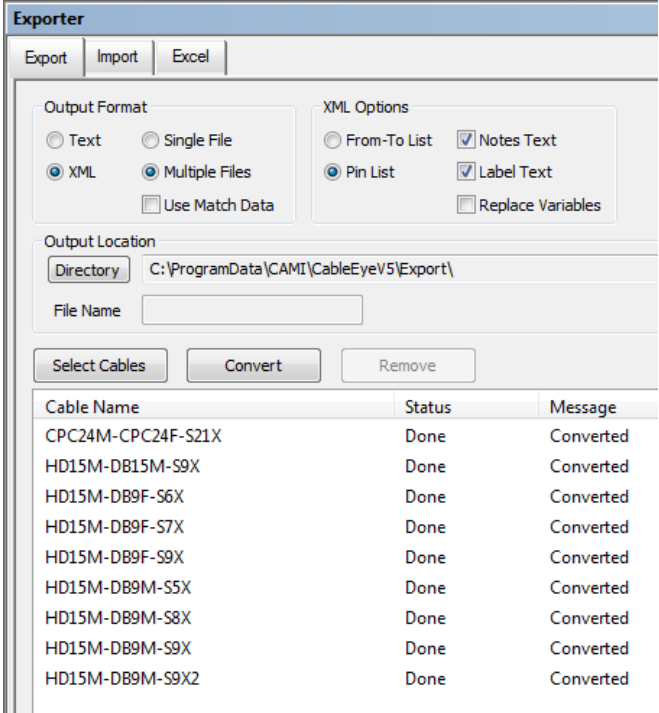 Exporter
Export Import Excel
Output Format XML Options
Text Single File From-To List Notes Text
XML Multiple Files Pin List Label Text
Use Match Data Replace Variables
Output Location
Directory C:\ProgramData\CAMI\CableEyeV5\Export\
File Name
Select Cables Convert Remove
Cable Name Status Message
CPC24M-CPC24F-S21X Done Converted
HD15M-DB15M-S9X Done Converted
HD15M-DB9F-S6X Done Converted
HD15M-DB9F-S7X Done Converted
HD15M-DB9F-S9X Done Converted
HD15M-DB9M-S5X Done Converted
HD15M-DB9M-S8X Done Converted
HD15M-DB9M-S9X Done Converted
HD15M-DB9M-S9X2 Done Converted